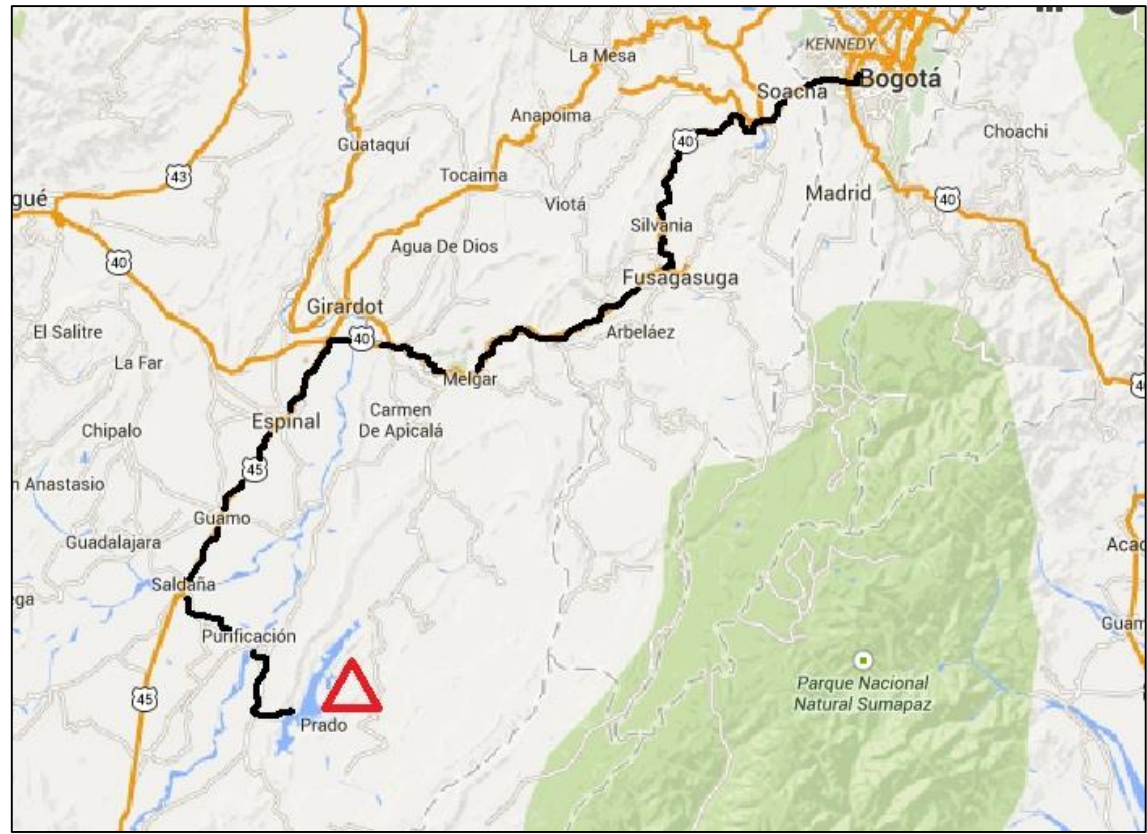 KENNEDY
La Mesa
Bogotá
Soacha
Anapoima
Choachi
40
Guataquí
43
Tocaima
gué
Viotá
Madrid
40
Silvania
Agua De Dios
40
Fusagasuga
Girardot
El Salitre
40
Arbeláez
La Far
Melgar
4
Carmen
De Apicalá
Espinal
Chipalo
45
n Anastasio
Guamo
Guadalajara
Acac
Saldaña
ega
Guam
Purificación
Parque Nacional
Natural Sumapaz
45
Prado